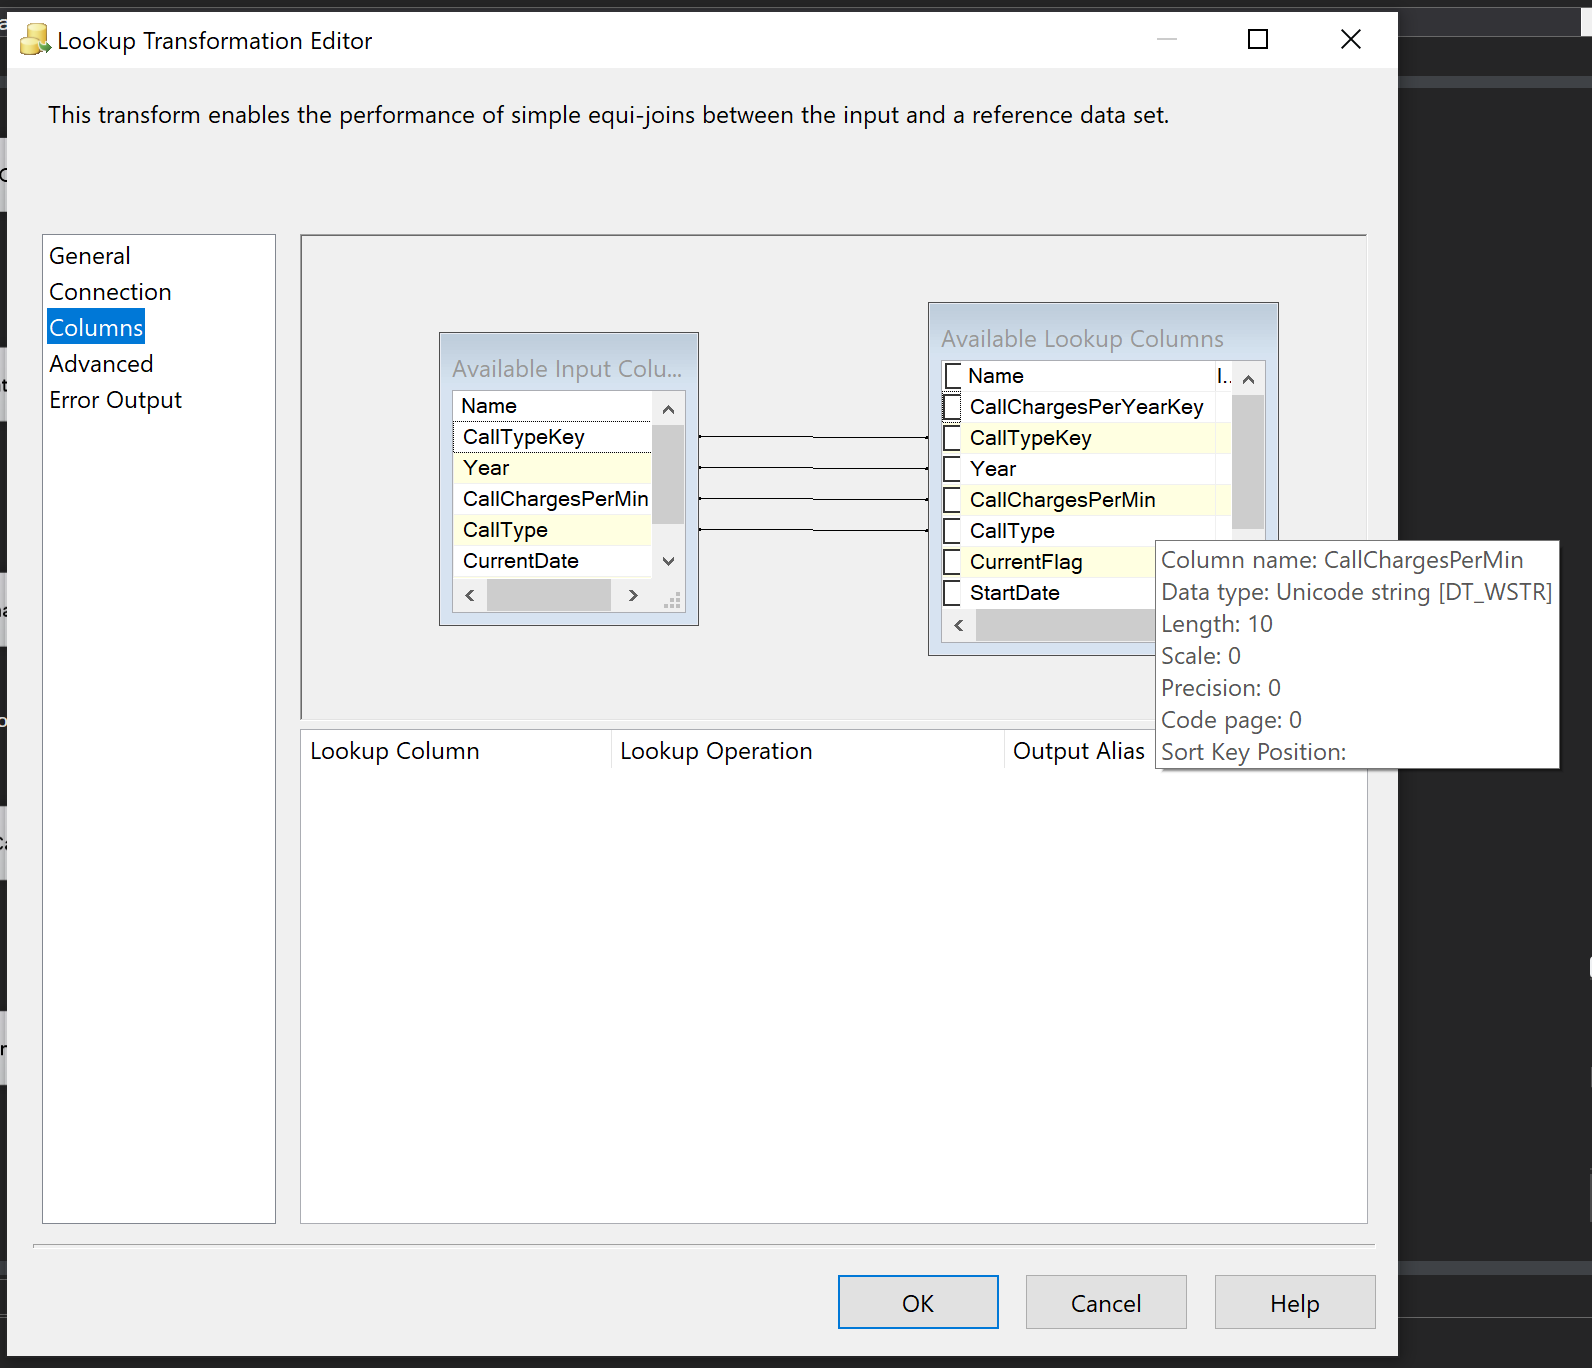 Lookup Transformation Editor
This transform enables the performance of simple equi-joins between the input and a reference data set.
General
Connection
Columns
Advanced
Error Output
Available Input Colu...
Name
CallTypeKey
Year
CallChargesPerMin
CallType
CurrentDate
Available Lookup Columns
Name I..
CallChargesPerYearKey
CallTypeKey
Year
CallChargesPerMin
CallType
CurrentFlag
StartDate
Column name: CallChargesPerMin
Data type: Unicode string [DT_WSTR]
Length: 10
Scale: 0
Precision: 0
Code page: 0
Sort Key Position:
Lookup Column Lookup Operation Output Alias
OK Cancel Help